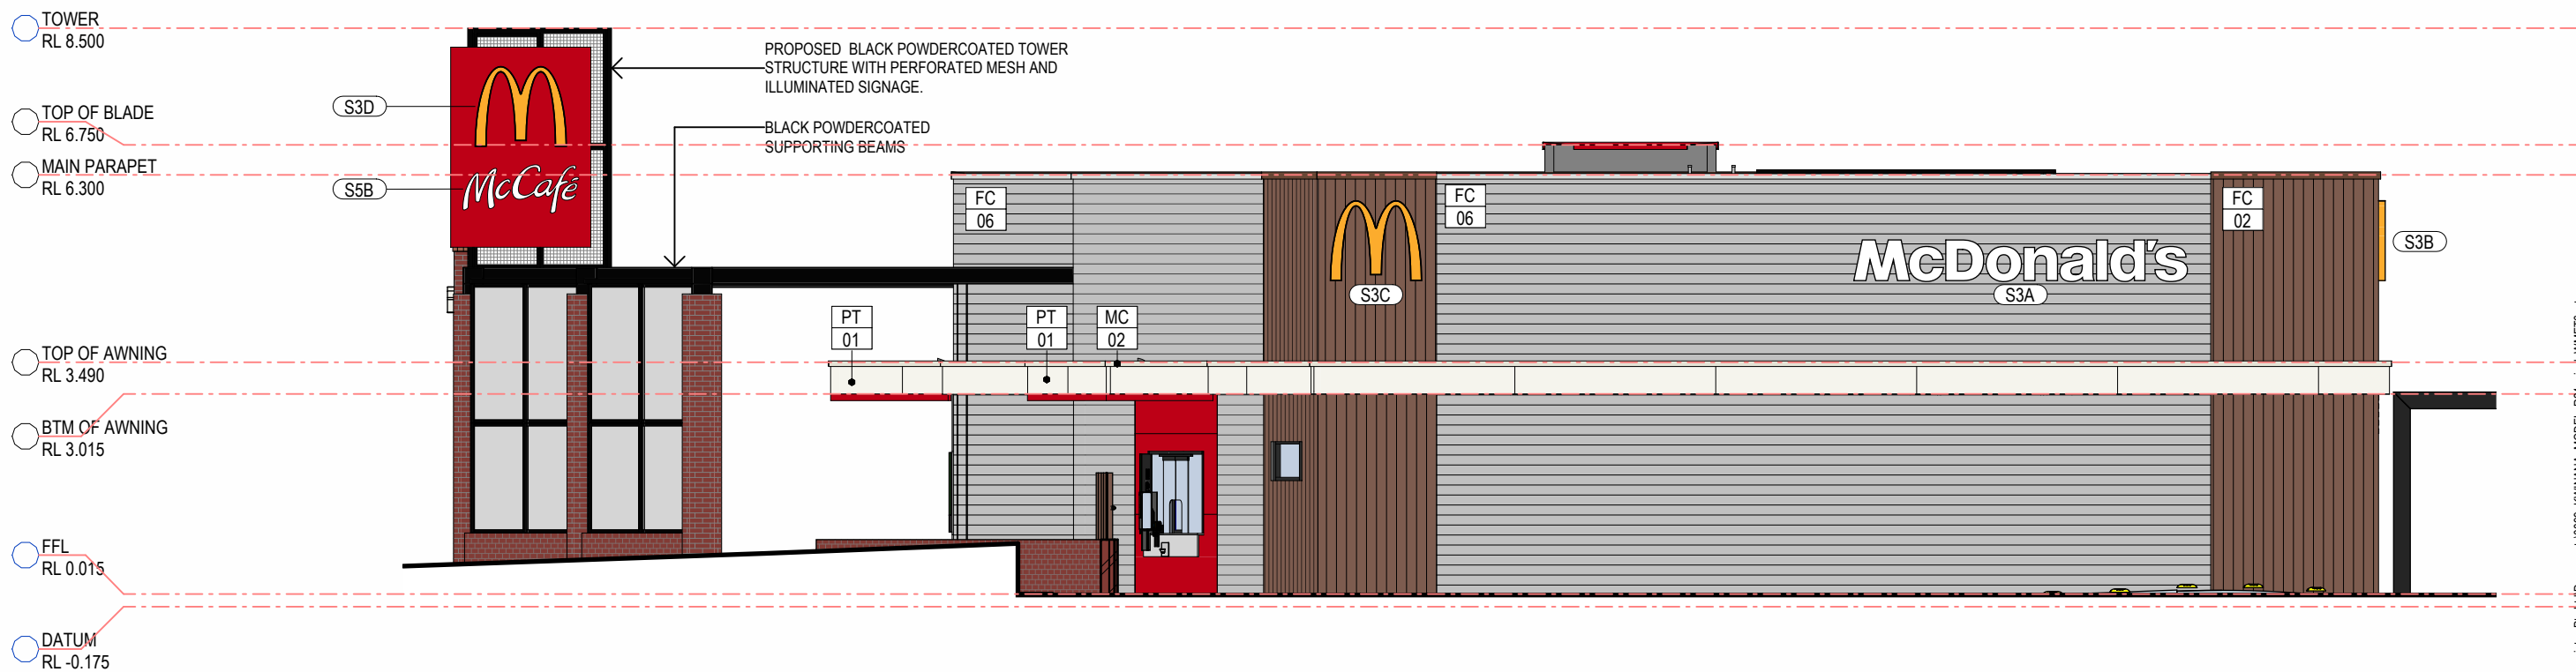 TOWER
RL 8.500
TOP OF BLADE
RL 6.750
MAIN PARAPET
RL 6.300
TOP OF AWNING
RL 3.490
BTM OF AWNING
RL 3.015
FFL
RL 0.015
DATUM
RL -0.175
S3D
S5B
McCafé
PROPOSED BLACK POWDERCOATED TOWER
STRUCTURE WITH PERFORATED MESH AND
ILLUMINATED SIGNAGE.
BLACK POWDERCOATED
SUPPORTING BEAMS
FC
06
PT
01
PT
01
MC
02
S3C
FC
06
McDonald's
S3A
FC
02
S3B